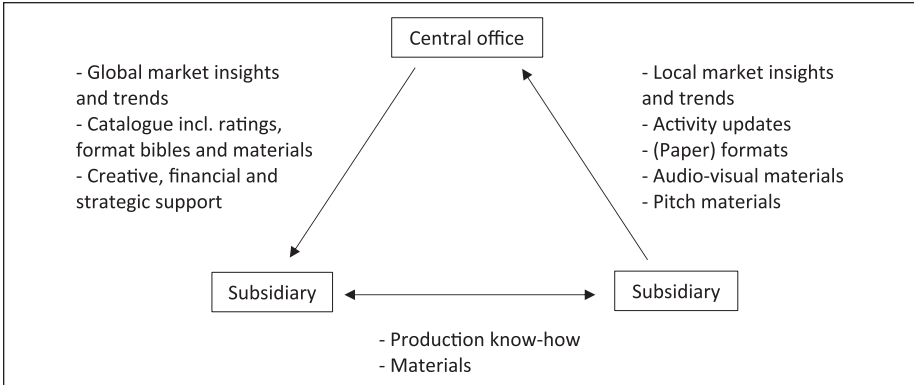 Central office
- Global market insights
and trends
- Catalogue incl. ratings,
format bibles and materials
- Creative, financial and
strategic support
- Local market insights
and trends
- Activity updates
- (Paper) formats
- Audio-visual materials
- Pitch materials
Subsidiary
Subsidiary
- Production know-how
- Materials